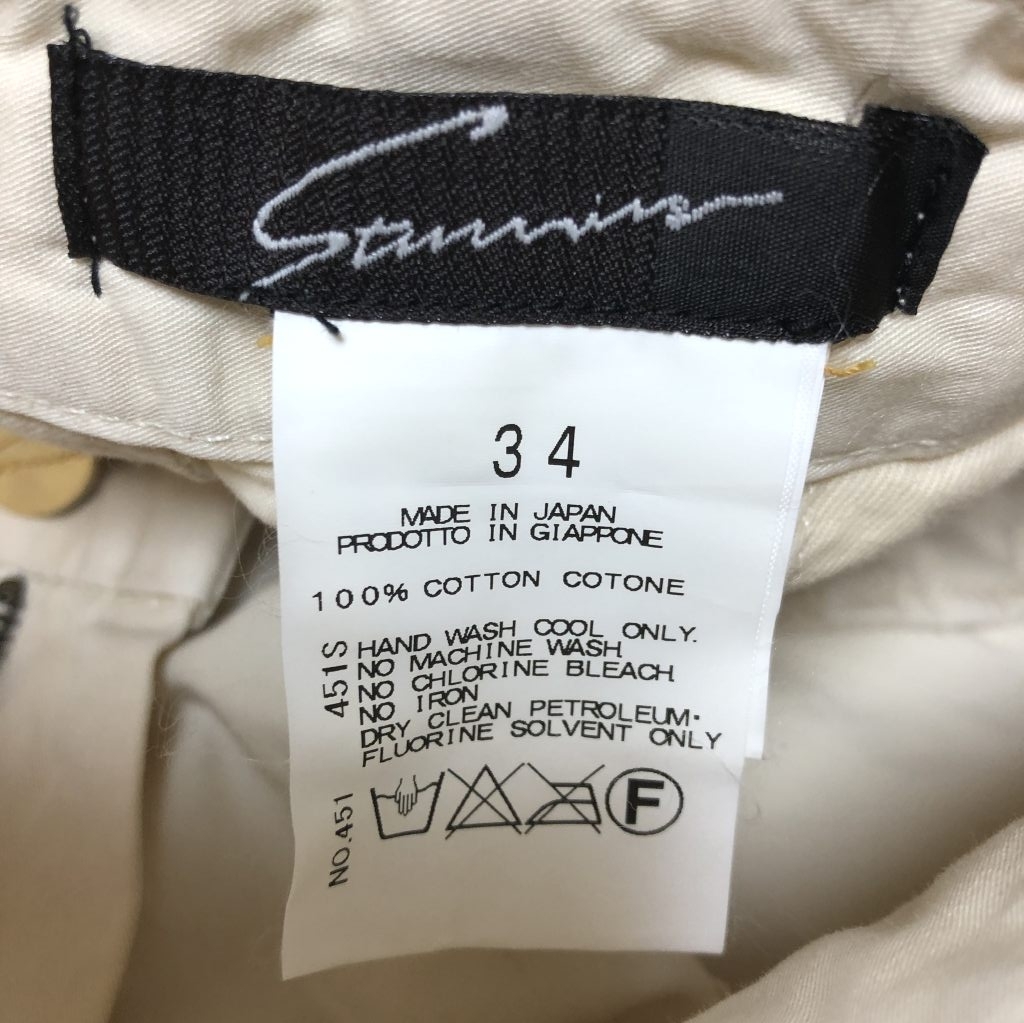 34
MADE IN JAPAN
PRODOTTO IN GIAPPONE
100% COTTON COTONE
451S
HAND WASH COOL ONLY.
NO MACHINE WASH
NO CHLORINE BLEACH
NO IRON
DRY CLEAN PETROLEUM·
FLUORINE SOLVENT ONLY
NO.451
F